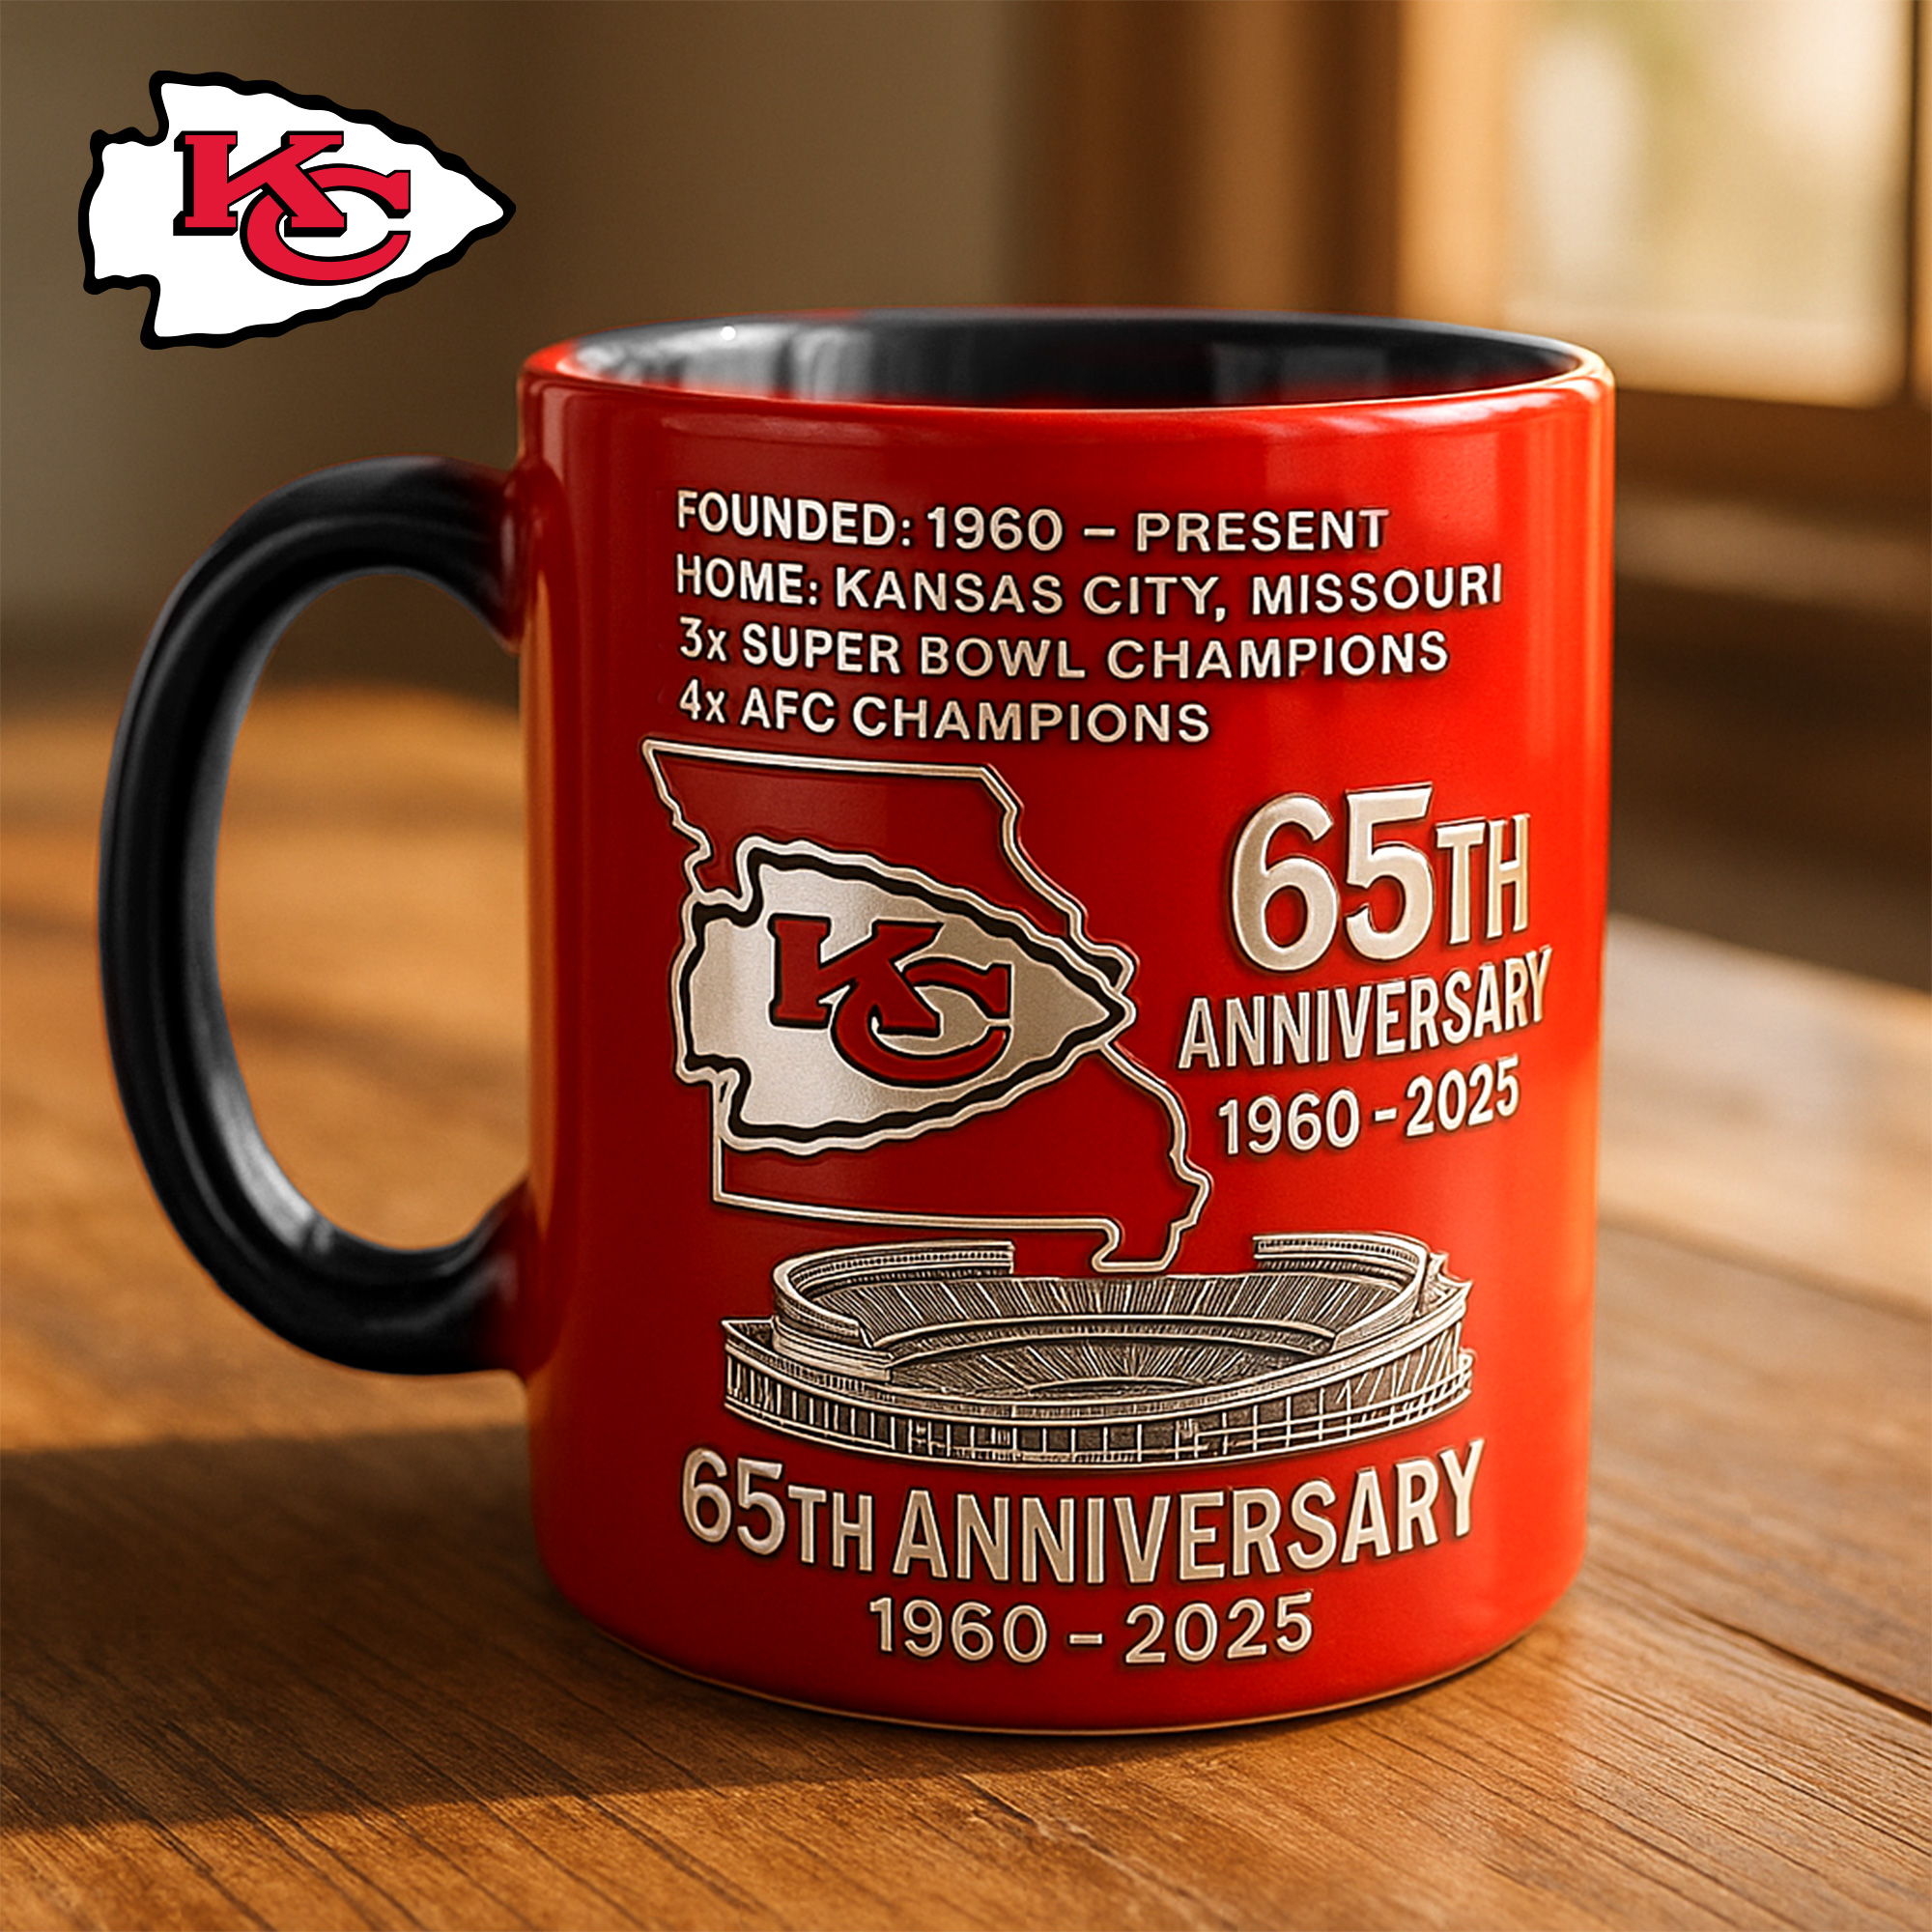 KC
FOUNDED: 1960 – PRESENT
HOME: KANSAS CITY, MISSOURI
3x SUPER BOWL CHAMPIONS
4x AFC CHAMPIONS
KC
65TH
ANNIVERSARY
1960 – 2025
65TH ANNIVERSARY
1960 – 2025